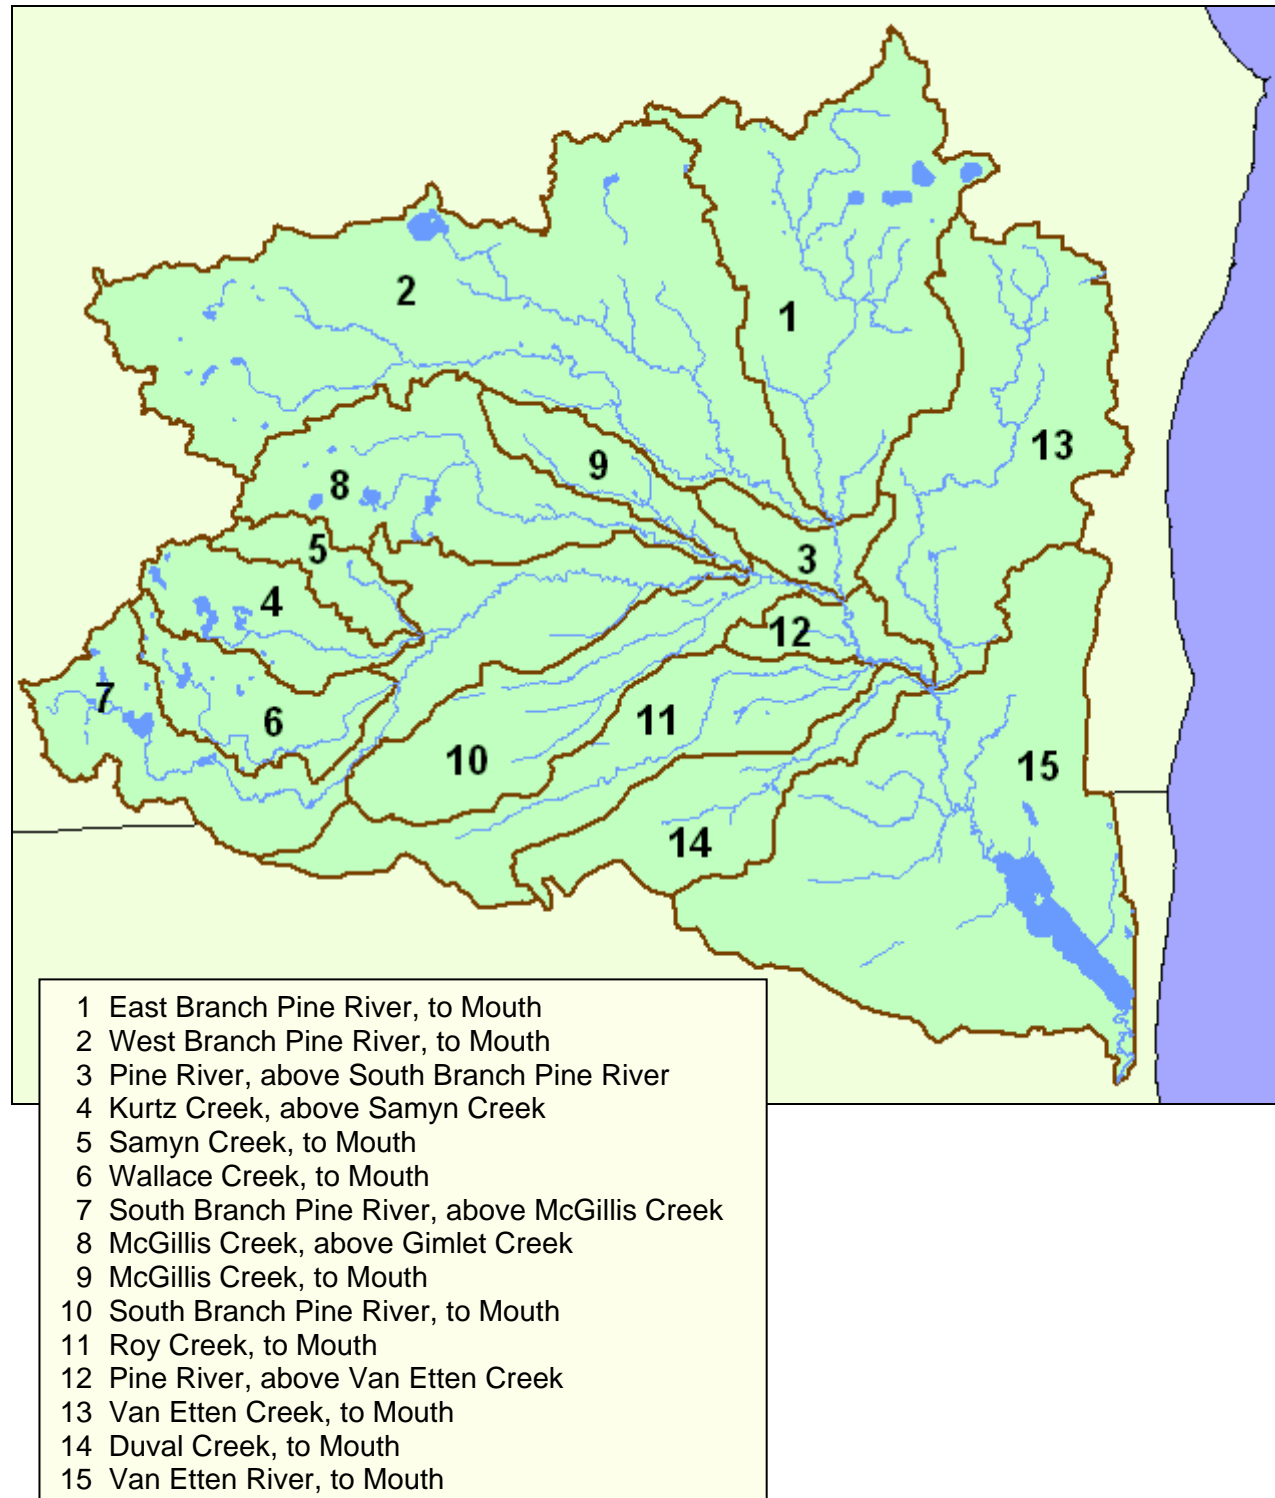 1
2
13
9
8
5
3
4
12
7
6
11
10
15
14
1 East Branch Pine River, to Mouth
2 West Branch Pine River, to Mouth
3 Pine River, above South Branch Pine River
4 Kurtz Creek, above Samyn Creek
5 Samyn Creek, to Mouth
6 Wallace Creek, to Mouth
7 South Branch Pine River, above McGillis Creek
8 McGillis Creek, above Gimlet Creek
9 McGillis Creek, to Mouth
10 South Branch Pine River, to Mouth
11 Roy Creek, to Mouth
12 Pine River, above Van Etten Creek
13 Van Etten Creek, to Mouth
14 Duval Creek, to Mouth
15 Van Etten River, to Mouth